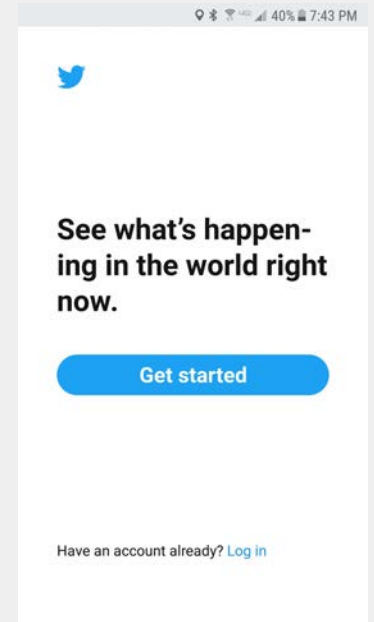 40% 7:43 PM
See what's happen-
ing in the world right
now.
Get started
Have an account already? Log in